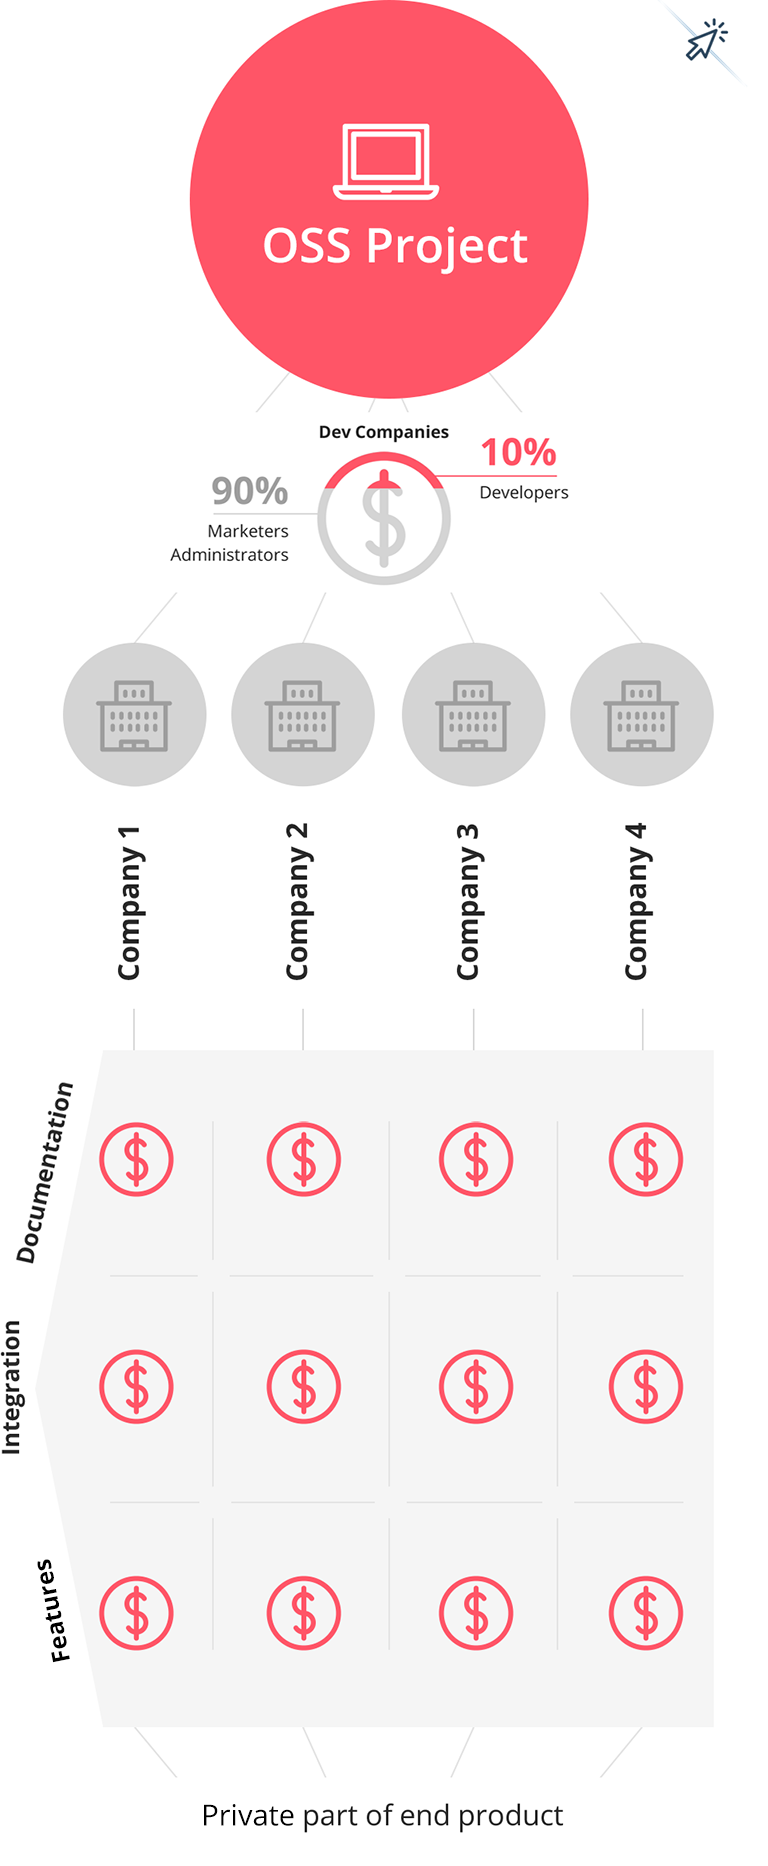 OSS Project
Dev Companies
10%
Developers
90%
Marketers
Administrators
Company 1
Company 2
Company 3
Company 4
Documentation
Integration
Features
Private part of end product